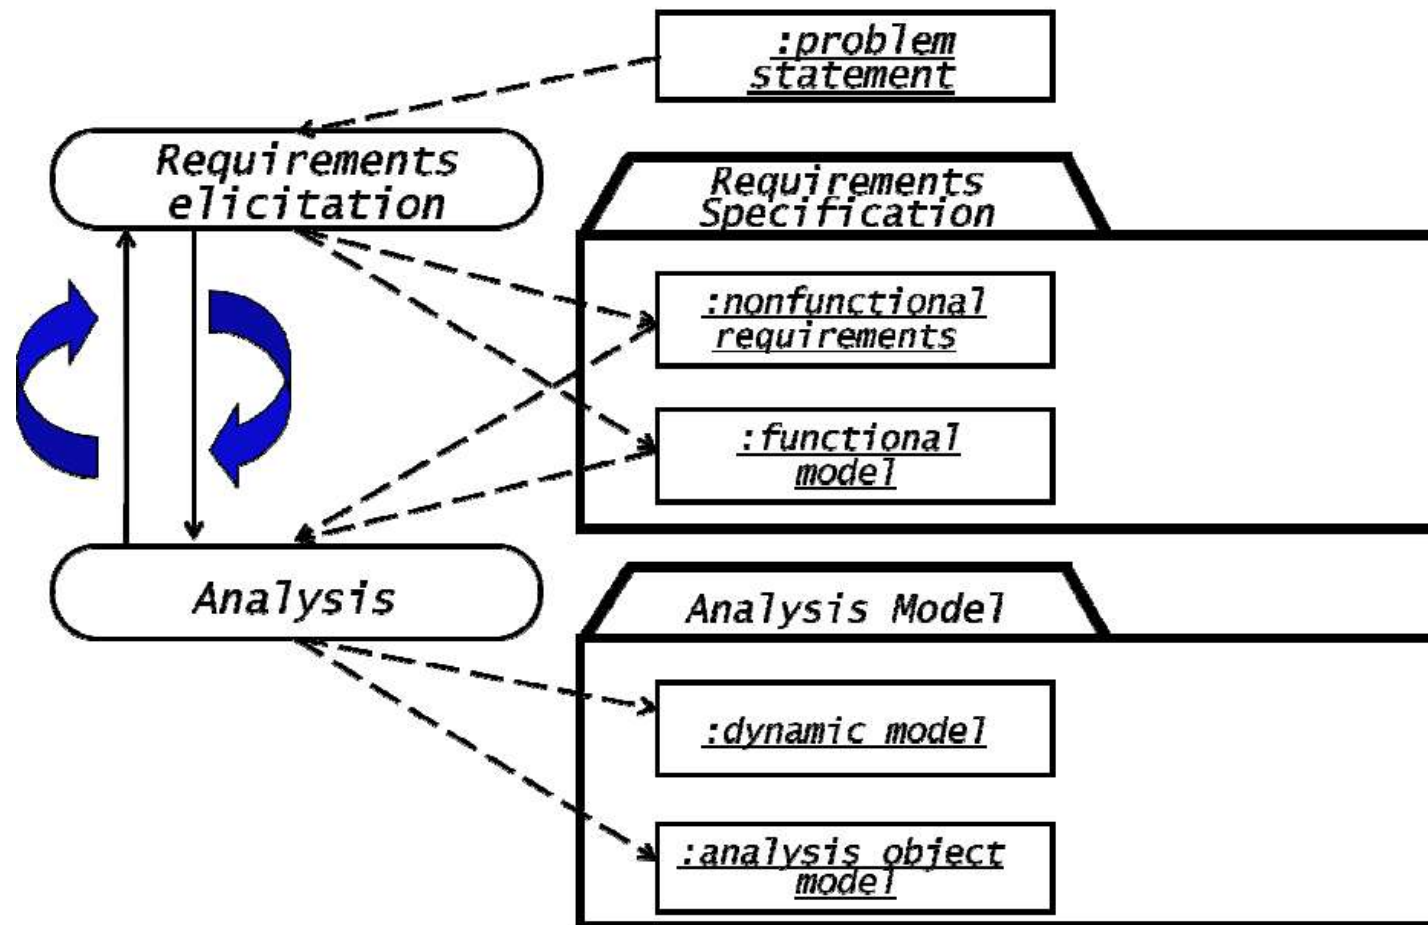 :problem
statement
Requirements
elicitation
Requirements
Specification
:nonfunctional
requirements
:functional
model
Analysis
Analysis Model
:dynamic model
:analysis object
model